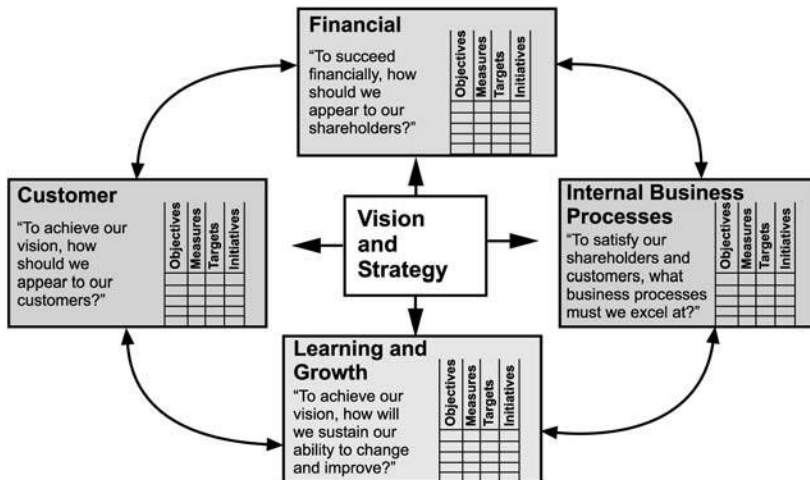 Financial
“To succeed
financially, how
should we
appear to our
shareholders?”
Objectives
Measures
Targets
Initiatives
Customer
“To achieve our
vision, how
should we
appear to our
customers?”
Objectives
Measures
Targets
Initiatives
Vision
and
Strategy
Internal Business
Processes
“To satisfy our
shareholders and
customers, what
business processes
must we excel at?”
Objectives
Measures
Targets
Initiatives
Learning and
Growth
“To achieve our
vision, how will
we sustain our
ability to change
and improve?”
Objectives
Measures
Targets
Initiatives